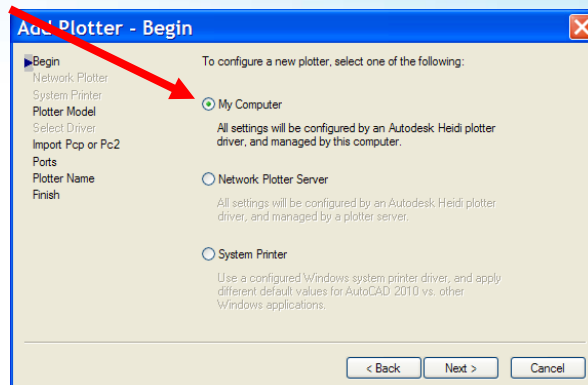 Add Plotter - Begin
Begin
Network Plotter
System Printer
Plotter Model
Select Driver
Import Pcp or Pc2
Ports
Plotter Name
Finish
To configure a new plotter, select one of the following:
My Computer
All settings will be configured by an Autodesk Heidi plotter
driver, and managed by this computer.
Network Plotter Server
All settings will be configured by an Autodesk Heidi plotter
driver, and managed by a plotter server.
System Printer
Use a configured Windows system printer driver, and apply
different default values for AutoCAD 2010 vs. other
Windows applications.
< Back
Next >
Cancel